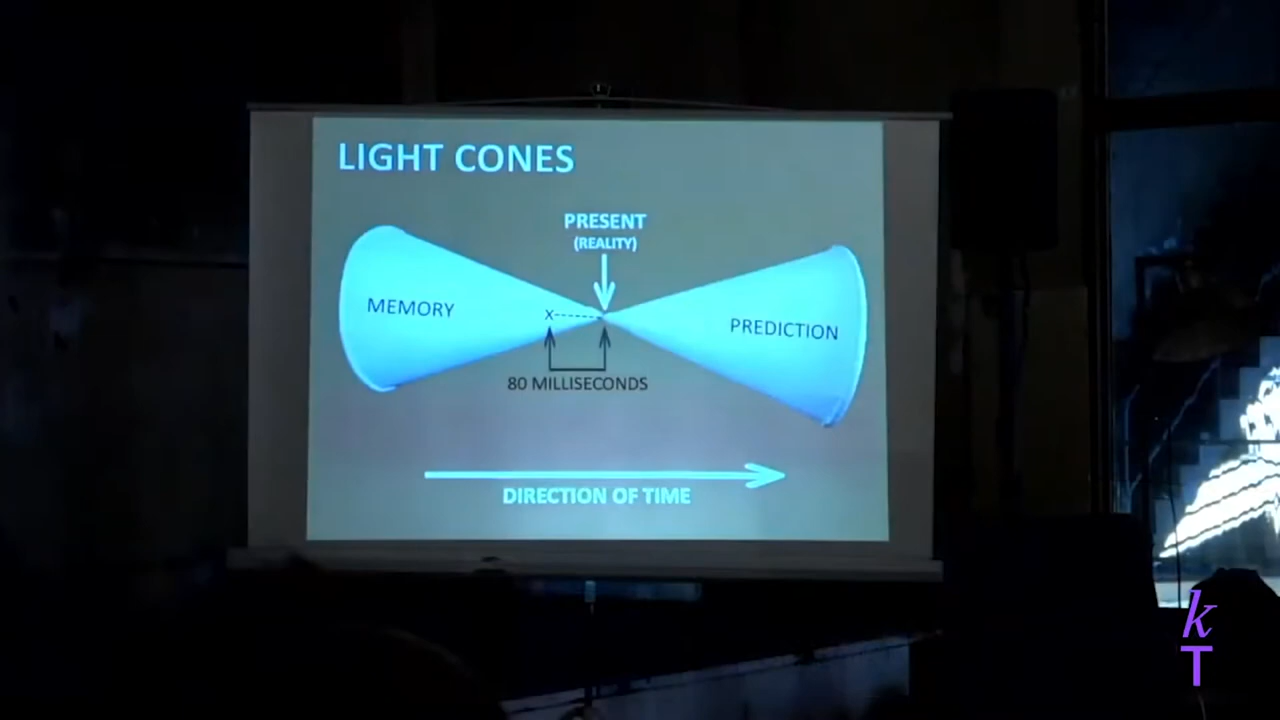 LIGHT CONES
PRESENT
(REALITY)
MEMORY
x
PREDICTION
80 MILLISECONDS
DIRECTION OF TIME
k
T